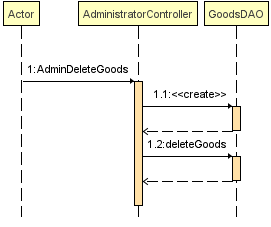 Actor
AdministratorController
GoodsDAO
1:AdminDeleteGoods
1.1:<<create>>
1.2:deleteGoods